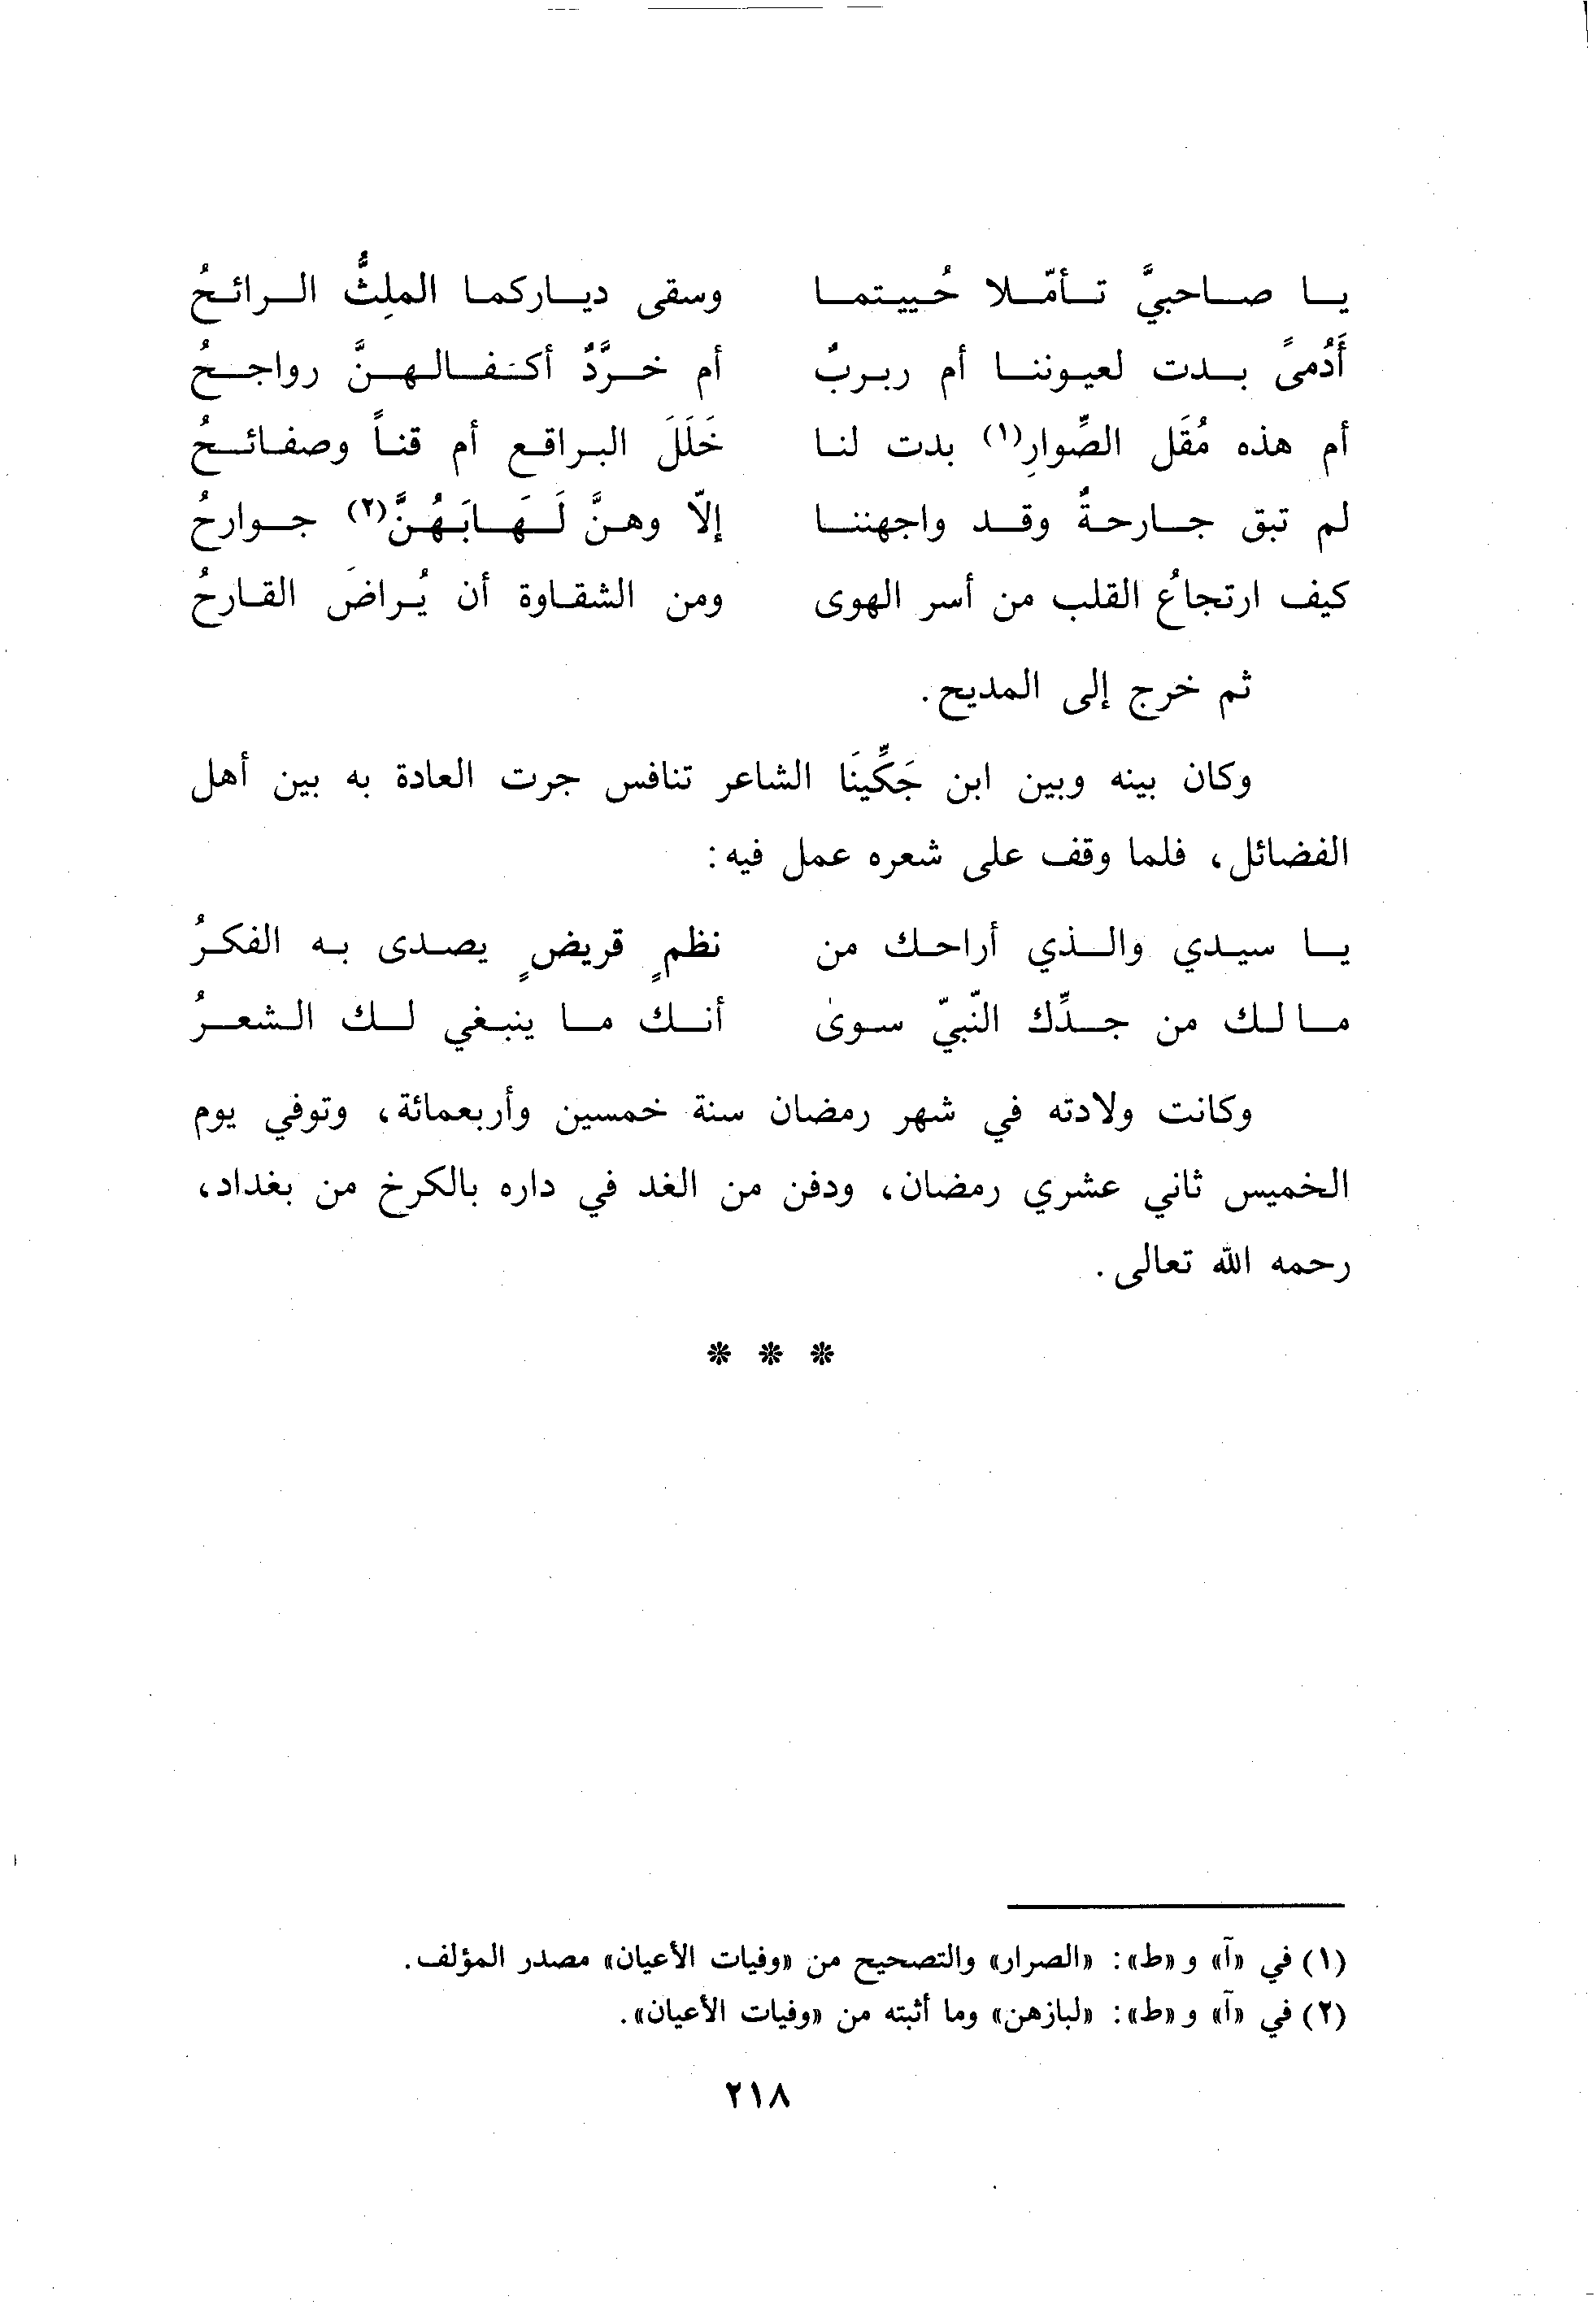 يا صاحبيَّ تأمّلا حُييتما وسقى دياركما الملِثُّ الرائحُ
أَدُمىً بدت لعيوننا أم ربربٌ أم خرَّدٌ أكفالهنَّ رواجحُ
أم هذه مُقَل الصِّوارِ(١) بدت لنا خَلَلَ البراقع أم قناً وصفائحُ
لم تبق جارحةٌ وقد واجهننا إلاّ وهنَّ لَهَابَهُنَّ(٢) جوارحُ
كيف ارتجاعُ القلب من أسر الهوى ومن الشقاوة أن يُراضَ القارحُ
ثم خرج إلى المديح.
وكان بينه وبين ابن جَكِّينَا الشاعر تنافس جرت العادة به بين أهل
الفضائل، فلما وقف على شعره عمل فيه:
يا سيدي والذي أراحك من نظمٍ قريضٍ يصدى به الفكرُ
مالك من جدِّك النّبيّ سوىٰ أنك ما ينبغي لك الشعرُ
وكانت ولادته في شهر رمضان سنة خمسين وأربعمائة، وتوفي يوم
الخميس ثاني عشري رمضان، ودفن من الغد في داره بالكرخ من بغداد،
رحمه الله تعالى.
* * *
(١) في «آ» و «ط»: «الصرار» والتصحيح من «وفيات الأعيان» مصدر المؤلف.
(٢) في «آ» و «ط»: «لبازهن» وما أثبته من «وفيات الأعيان».
٢١٨